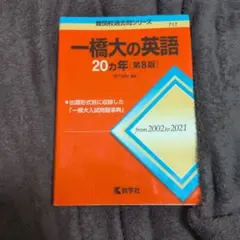 難関校過去問シリーズ
717
一橋大の英語
20カ年[第8版]
●出題形式別に収録した
「一橋大入試問題事典」
from 2002 to 2021
教学社